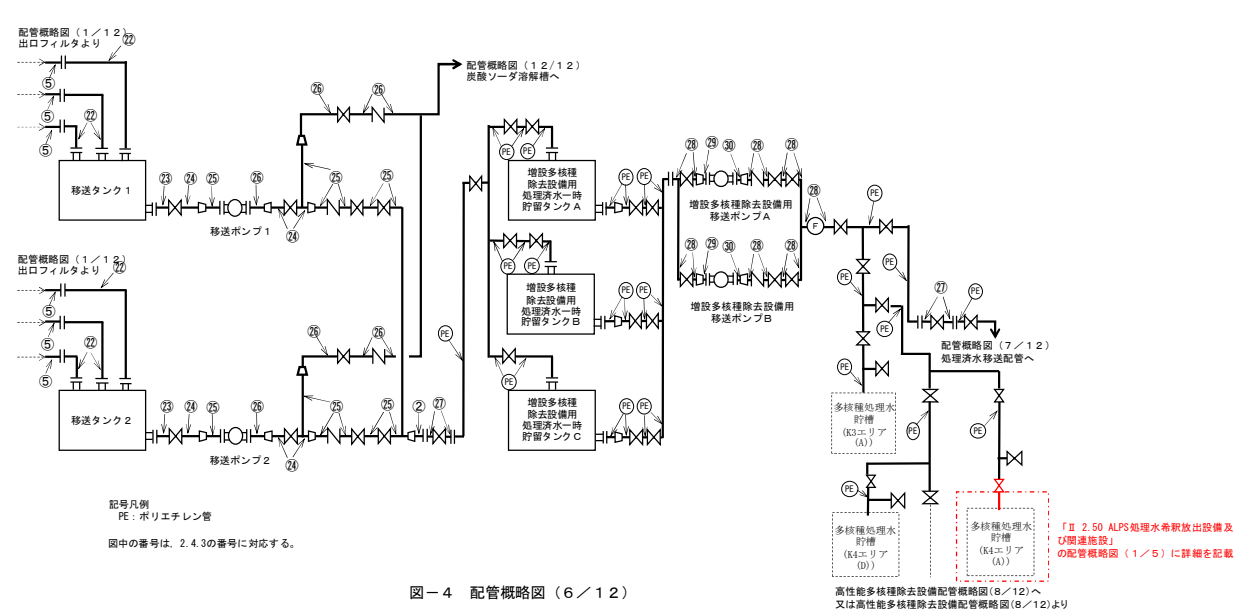 配管概略図（１／１２）
出口フィルタより
㉒
⑤
⑤
㉒
⑤
移送タンク１
㉓
㉔
㉕
移送ポンプ１
㉖
㉔
㉖
㉖
㉕
㉕
配管概略図（１２/１２）
炭酸ソーダ溶解槽へ
配管概略図（１／１２）
出口フィルタより
㉒
⑤
⑤
㉒
⑤
移送タンク２
㉓
㉔
㉕
移送ポンプ２
㉖
㉔
㉖
㉖
㉕
㉕
②
㉗
PE
PE
PE
増設多核種
除去設備用
処理済水一時
貯留タンクＡ
PE
PE
PE
PE
増設多核種
除去設備用
処理済水一時
貯留タンクＢ
PE
PE
PE
増設多核種
除去設備用
処理済水一時
貯留タンクＣ
PE
PE
㉘
㉙
㉚
㉘
㉘
増設多核種除去設備用
移送ポンプＡ
㉘
㉙
㉚
㉘
㉘
増設多核種除去設備用
移送ポンプＢ
㉘
F
PE
PE
㉗
PE
配管概略図（７／１２）
処理済水移送配管へ
PE
PE
PE
多核種処理水
貯槽
(K3エリア
(A))
PE
PE
PE
多核種処理水
貯槽
(K4エリア
(D))
多核種処理水
貯槽
(K4エリア
(A))
「Ⅱ 2.50 ALPS処理水希釈放出設備及
び関連施設」
の配管概略図（１／５）に詳細を記載
高性能多核種除去設備配管概略図(8／12)へ
又は高性能多核種除去設備配管概略図(8／12)より
記号凡例
PE：ポリエチレン管
図中の番号は，2.4.3の番号に対応する。
図－４　配管概略図（６／１２）